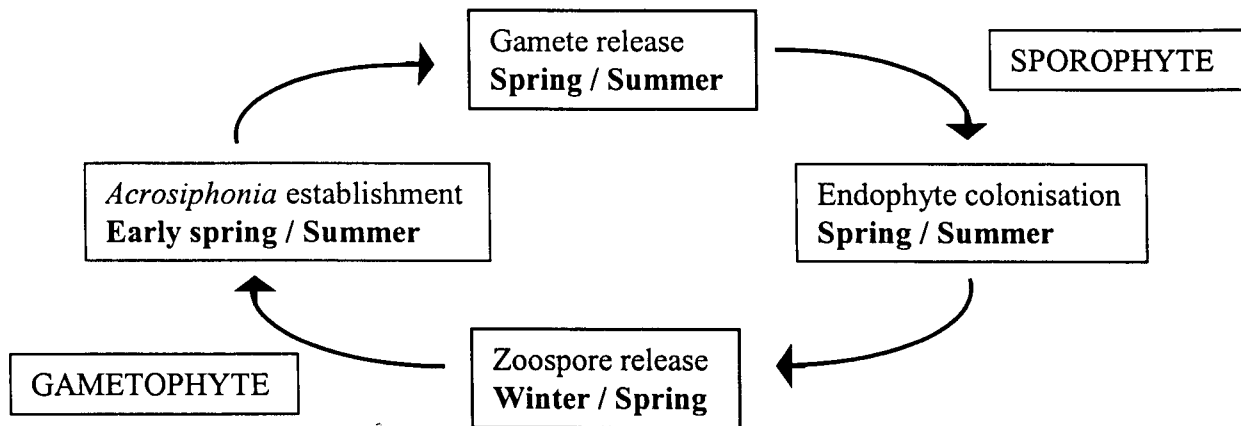 Gamete release
Spring / Summer
SPOROPHYTE
Acrosiphonia establishment
Early spring / Summer
Endophyte colonisation
Spring / Summer
Zoospore release
Winter / Spring
GAMETOPHYTE